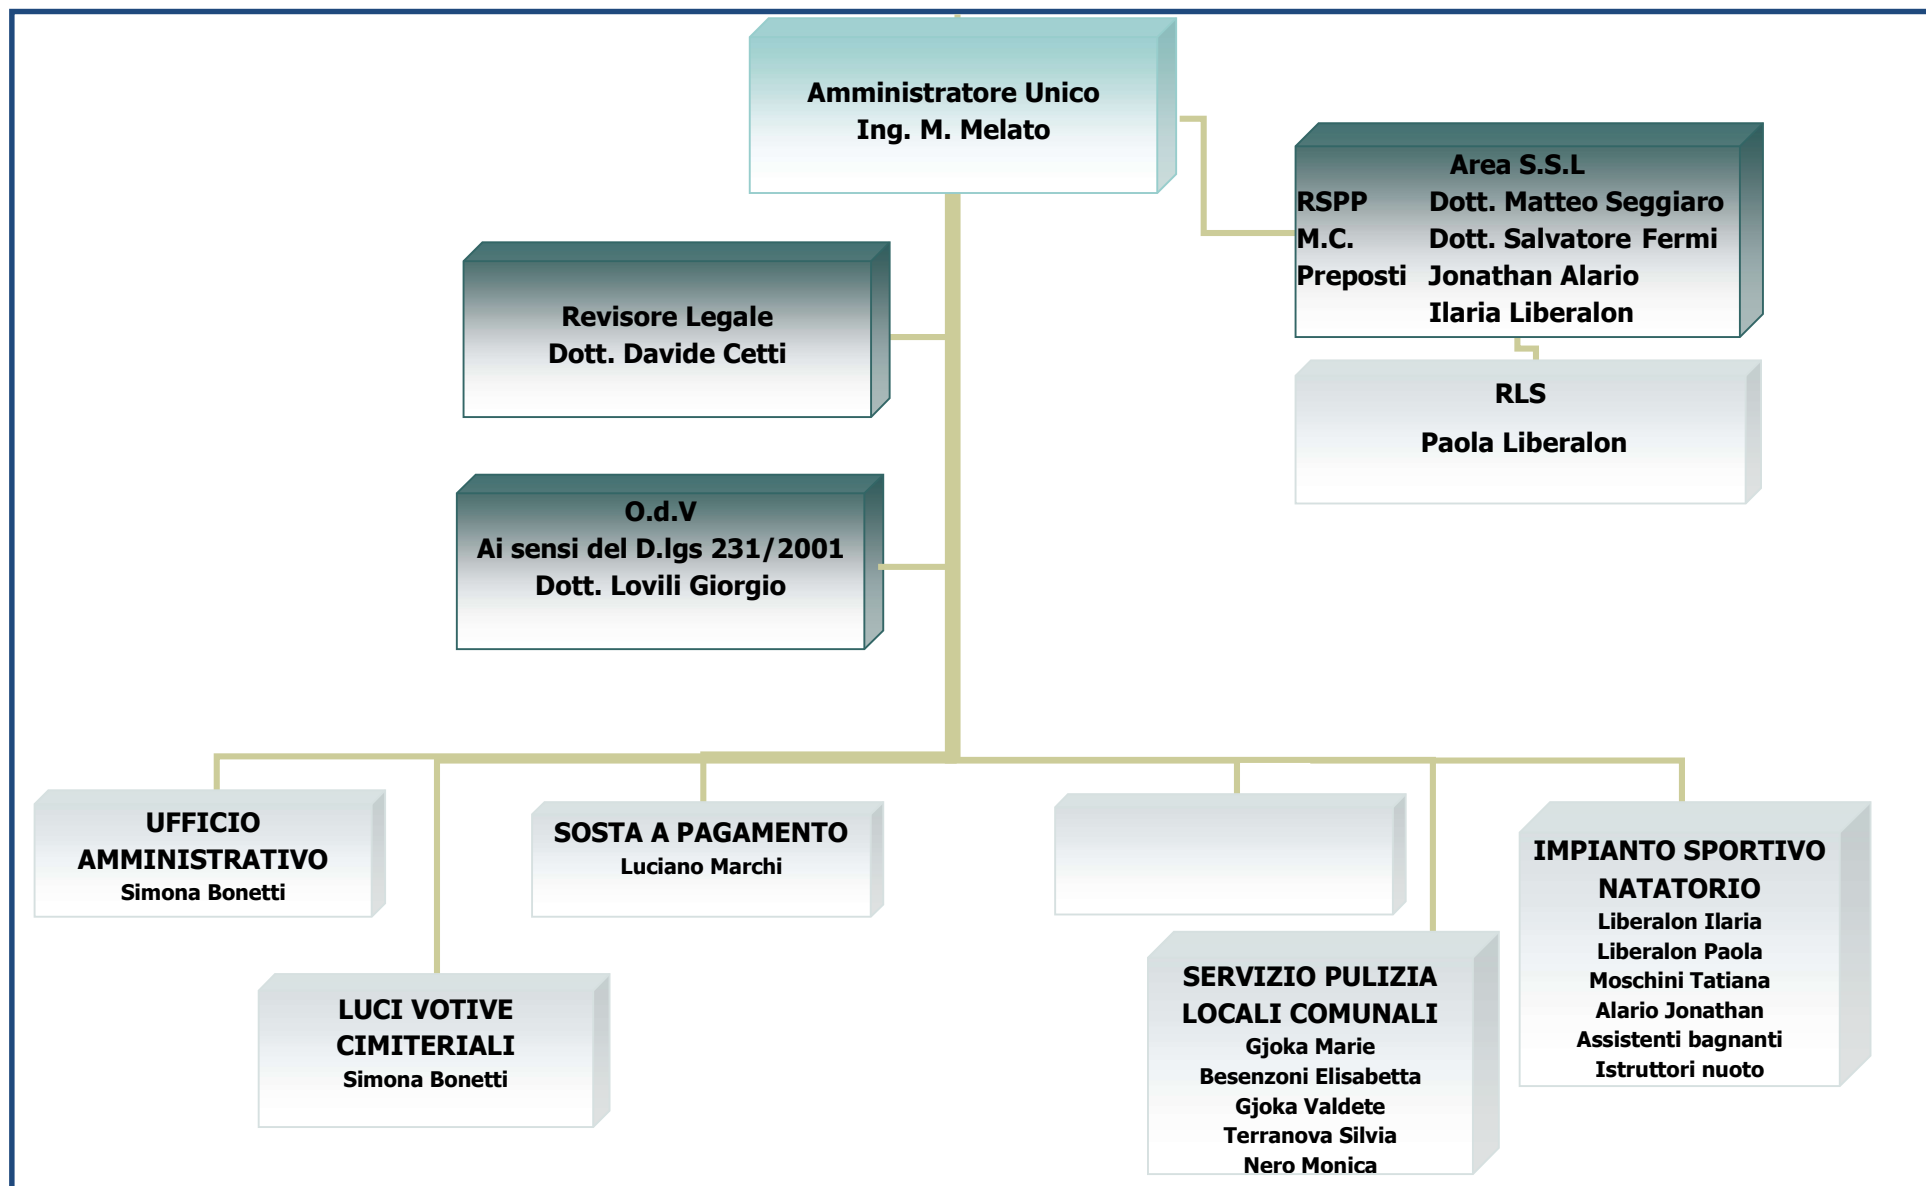 Amministratore Unico
Ing. M. Melato
Area S.S.L
RSPP Dott. Matteo Seggiaro
M.C. Dott. Salvatore Fermi
Preposti Jonathan Alario
Ilaria Liberalon
RLS
Paola Liberalon
Revisore Legale
Dott. Davide Cetti
O.d.V
Ai sensi del D.lgs 231/2001
Dott. Lovili Giorgio
UFFICIO
AMMINISTRATIVO
Simona Bonetti
LUCI VOTIVE
CIMITERIALI
Simona Bonetti
SOSTA A PAGAMENTO
Luciano Marchi
SERVIZIO PULIZIA
LOCALI COMUNALI
Gjoka Marie
Besenzoni Elisabetta
Gjoka Valdete
Terranova Silvia
Nero Monica
IMPIANTO SPORTIVO
NATATORIO
Liberalon Ilaria
Liberalon Paola
Moschini Tatiana
Alario Jonathan
Assistenti bagnanti
Istruttori nuoto